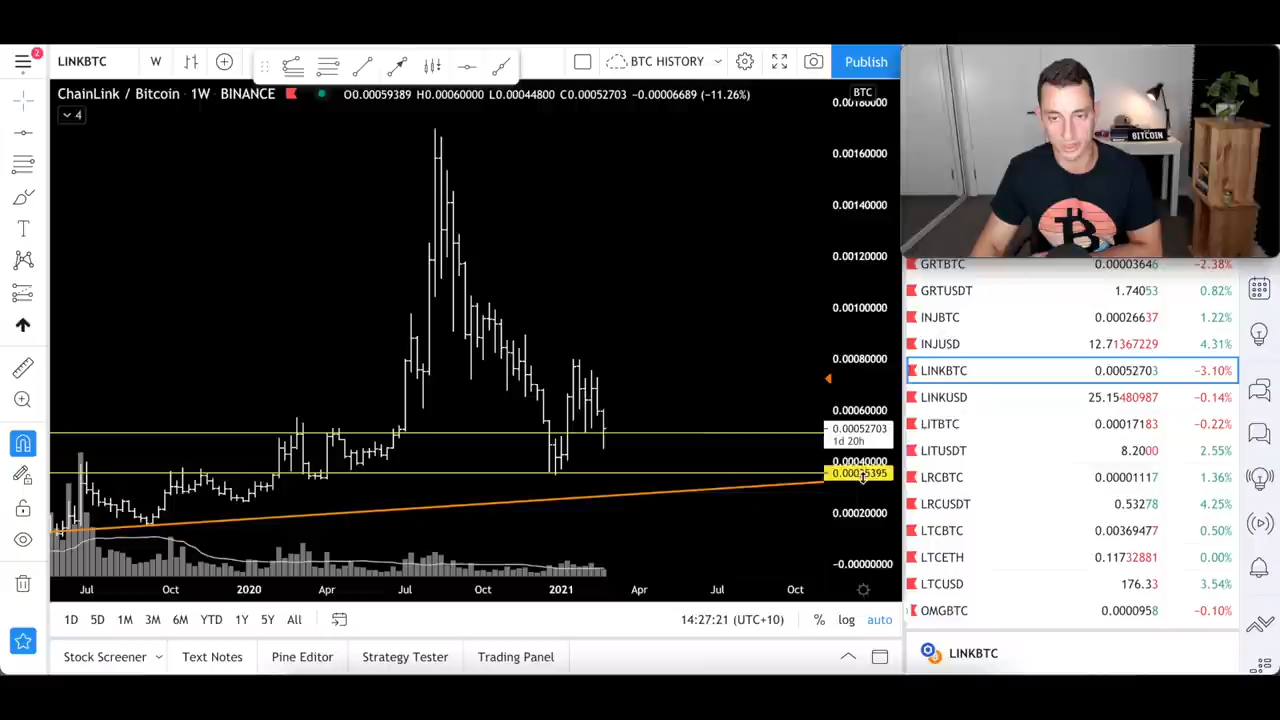 2
LINKBTC W BTC HISTORY Publish
ChainLink / Bitcoin · 1W · BINANCE O0.00059389 H0.00060000 L0.00044800 C0.00052703 −0.00006689 (−11.26%)
BTC
4
0.00180000
0.00160000
0.00140000
0.00120000
0.00100000
0.00080000
0.00060000
0.00052703
1d 20h
0.00040000
0.00020000
−0.00000000
Jul Oct 2020 Apr Jul Oct 2021 Apr Jul Oct
1D 5D 1M 3M 6M YTD 1Y 5Y All 14:27:21 (UTC+10) % log auto
Stock Screener Text Notes Pine Editor Strategy Tester Trading Panel
BITCOIN
GRTBTC 0.00003646 −2.38%
GRTUSDT 1.74053 0.82%
INJBTC 0.00026637 1.22%
INJUSD 12.71367229 4.31%
LINKBTC 0.00052703 −3.10%
LINKUSD 25.15480987 −0.14%
LITBTC 0.00017183 −0.22%
LITUSDT 8.2000 2.55%
LRCBTC 0.00001117 1.36%
LRCUSDT 0.53278 4.25%
LTCBTC 0.00369477 0.50%
LTCETH 0.11732881 0.00%
LTCUSD 176.33 3.54%
OMGBTC 0.0000958 −0.10%
LINKBTC